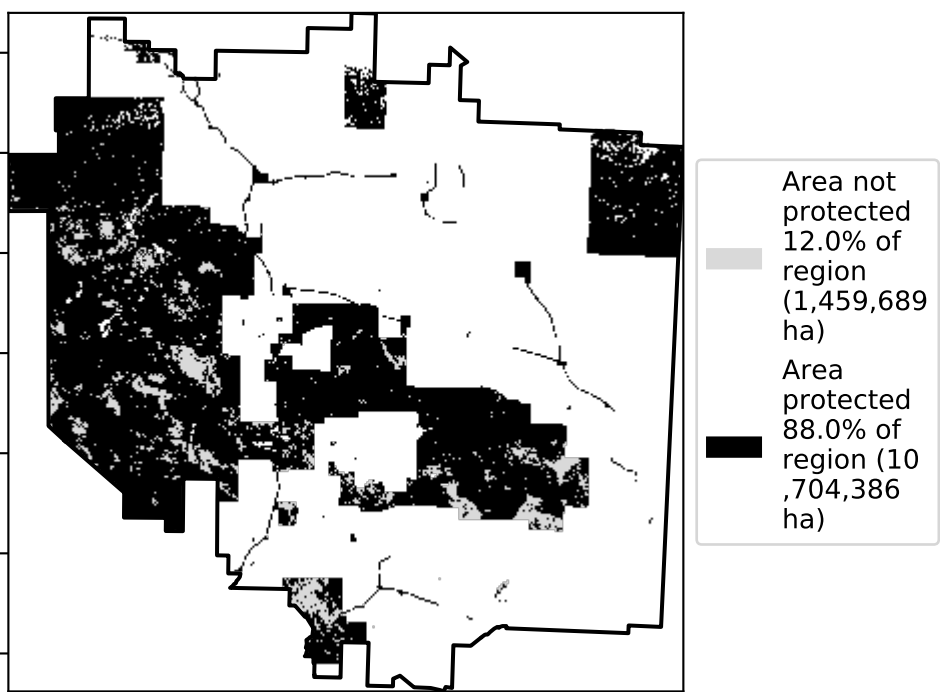 Area not
protected
12.0% of
region
(1,459,689
ha)
Area
protected
88.0% of
region (10
,704,386
ha)